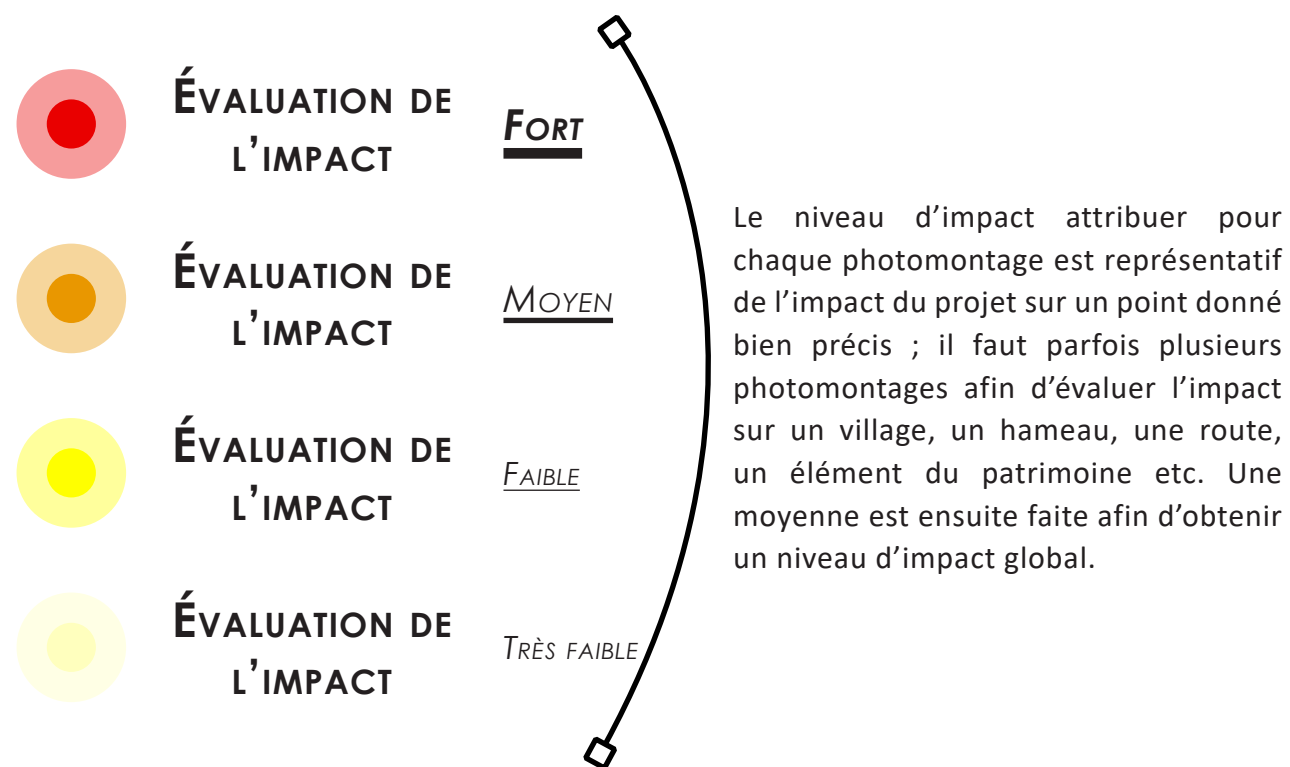 Évaluation de
l’impact
Fort
Évaluation de
l’impact
Moyen
Évaluation de
l’impact
Faible
Évaluation de
l’impact
Très faible
Le niveau d’impact attribuer pour
chaque photomontage est représentatif
de l’impact du projet sur un point donné
bien précis ; il faut parfois plusieurs
photomontages afin d’évaluer l’impact
sur un village, un hameau, une route,
un élément du patrimoine etc. Une
moyenne est ensuite faite afin d’obtenir
un niveau d’impact global.